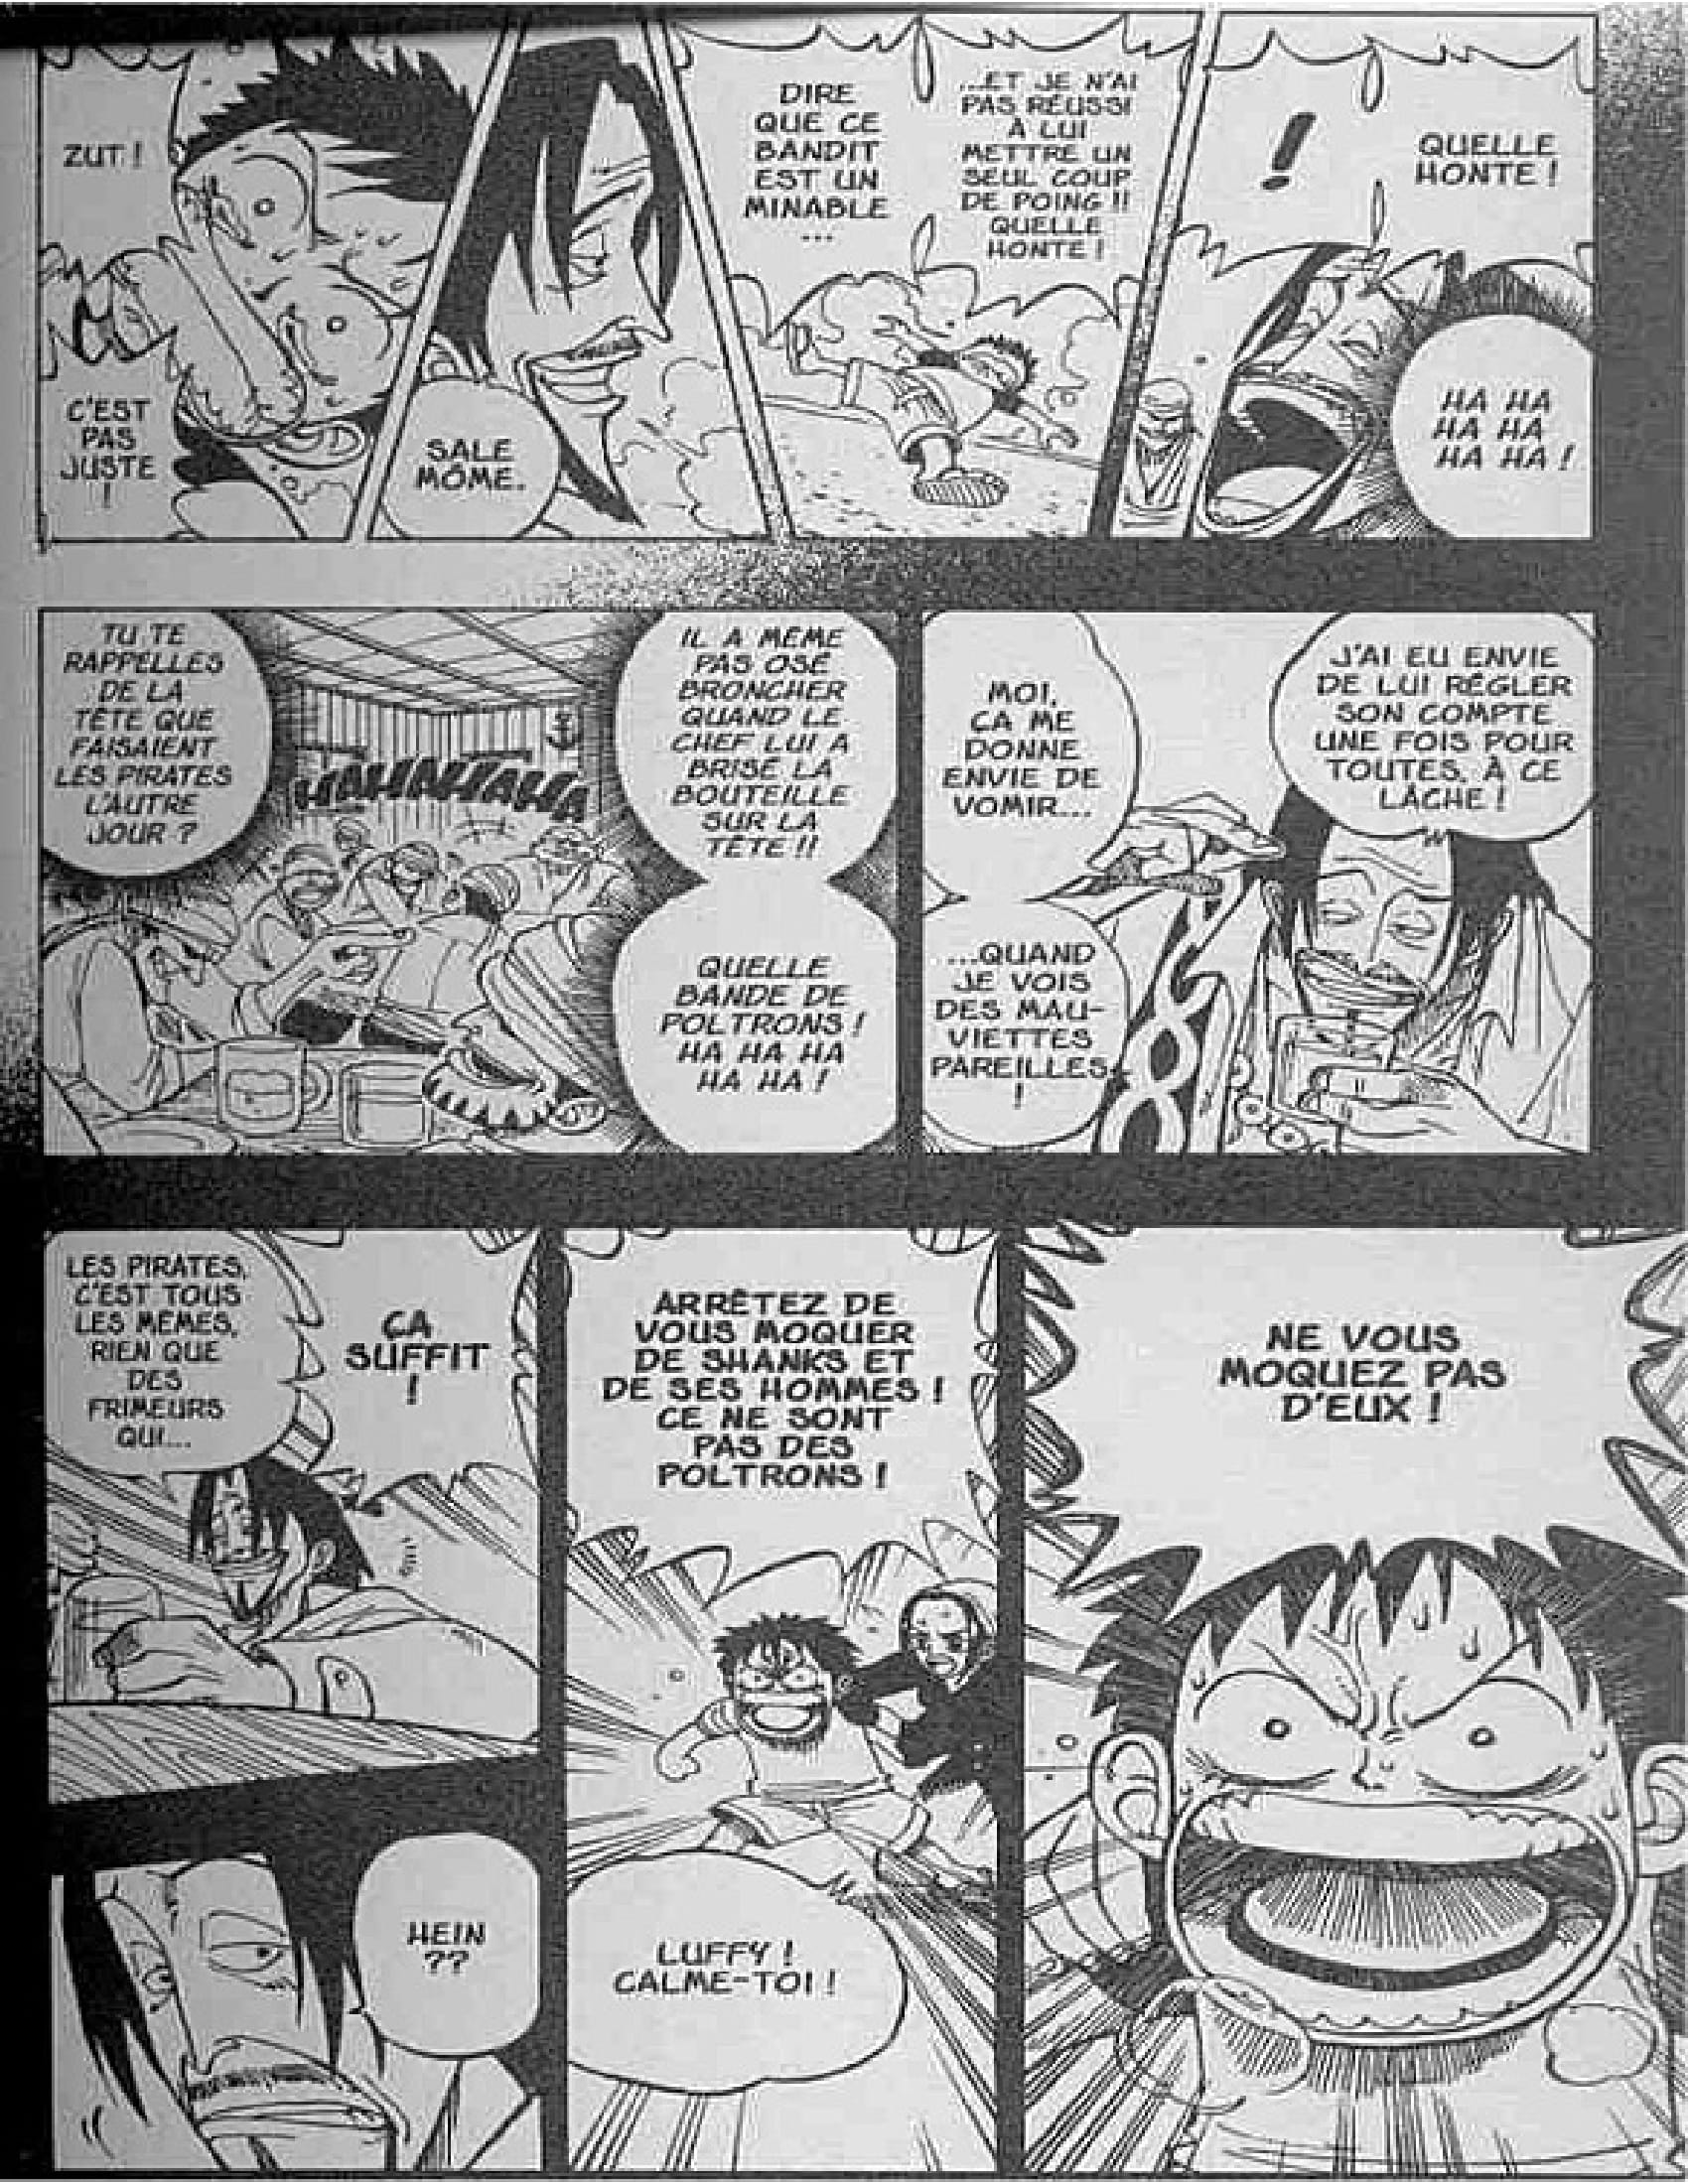 QUELLE
HONTE !
!
HA HA
HA HA
HA HA !
...ET JE N'AI
PAS RÉUSSI
À LUI
METTRE UN
SEUL COUP
DE POING !!
QUELLE
HONTE !
DIRE
QUE CE
BANDIT
EST UN
MINABLE
...
SALE
MÔME.
ZUT !
C'EST
PAS
JUSTE
!
J'AI EU ENVIE
DE LUI RÉGLER
SON COMPTE
UNE FOIS POUR
TOUTES, À CE
LÂCHE !
MOI,
ÇA ME
DONNE
ENVIE DE
VOMIR...
...QUAND
JE VOIS
DES MAU-
VIETTES
PAREILLES
!
IL A MÊME
PAS OSÉ
BRONCHER
QUAND LE
CHEF LUI A
BRISÉ LA
BOUTEILLE
SUR LA
TÊTE !!
QUELLE
BANDE DE
POLTRONS !
HA HA HA
HA HA !
TU TE
RAPPELLES
DE LA
TÊTE QUE
FAISAIENT
LES PIRATES
L'AUTRE
JOUR ?
NE VOUS
MOQUEZ PAS
D'EUX !
ARRÊTEZ DE
VOUS MOQUER
DE SHANKS ET
DE SES HOMMES !
CE NE SONT
PAS DES
POLTRONS !
LUFFY !
CALME-TOI !
ÇA
SUFFIT
!
LES PIRATES,
C'EST TOUS
LES MÊMES,
RIEN QUE
DES
FRIMEURS
QUI...
HEIN
??